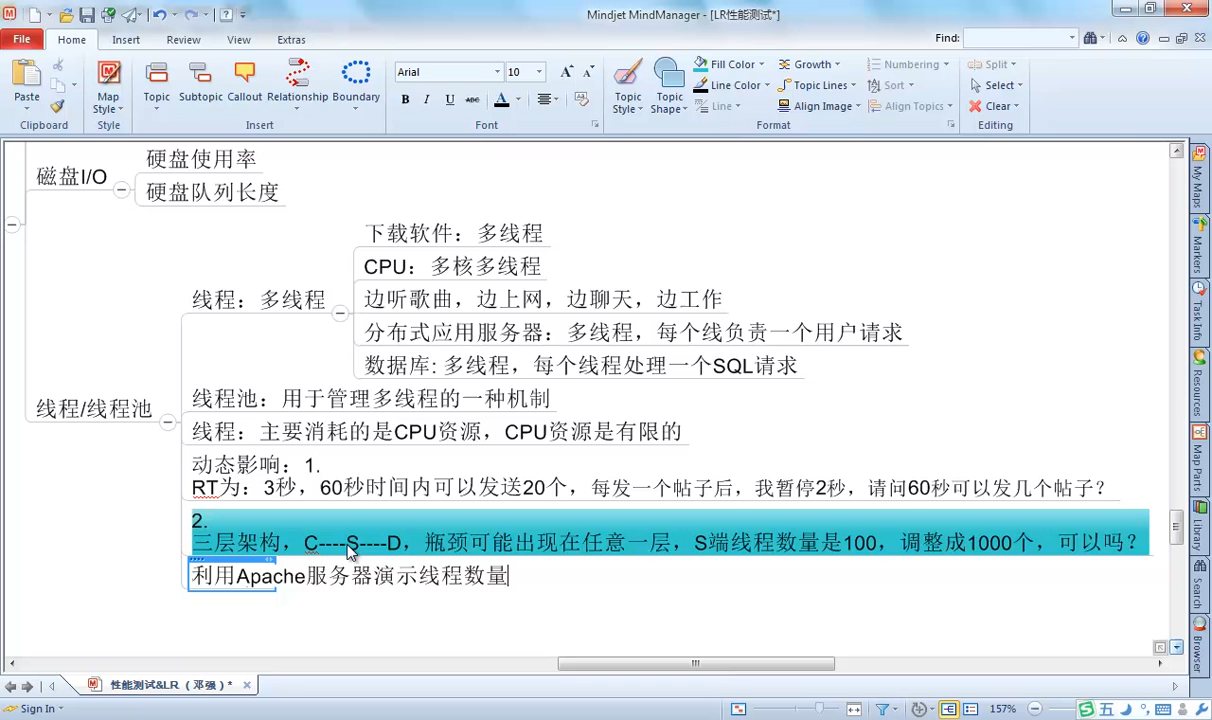 Mindjet MindManager - [LR性能测试*]
File
Home
Insert
Review
View
Extras
Find:
Paste
Clipboard
Map Style
Style
Topic
Subtopic
Callout
Relationship
Boundary
Insert
Arial
10
B I U abc A
Font
Topic Style
Topic Shape
Fill Color
Line Color
Line
Growth
Topic Lines
Align Image
Numbering
Sort
Align Topics
Format
Split
Select
Clear
Editing
磁盘I/O
硬盘使用率
硬盘队列长度
线程/线程池
线程：多线程
下载软件：多线程
CPU：多核多线程
边听歌曲，边上网，边聊天，边工作
分布式应用服务器：多线程，每个线负责一个用户请求
数据库: 多线程，每个线程处理一个SQL请求
线程池：用于管理多线程的一种机制
线程：主要消耗的是CPU资源，CPU资源是有限的
动态影响：1.
RT为：3秒，60秒时间内可以发送20个，每发一个帖子后，我暂停2秒，请问60秒可以发几个帖子？
2.
三层架构，C----S----D，瓶颈可能出现在任意一层，S端线程数量是100，调整成1000个，可以吗？
利用Apache服务器演示线程数量
My Maps
Markers
Task Info
Resources
Map Parts
Library
Search
Browser
性能测试&LR （邓强）*
Sign In
157%
五